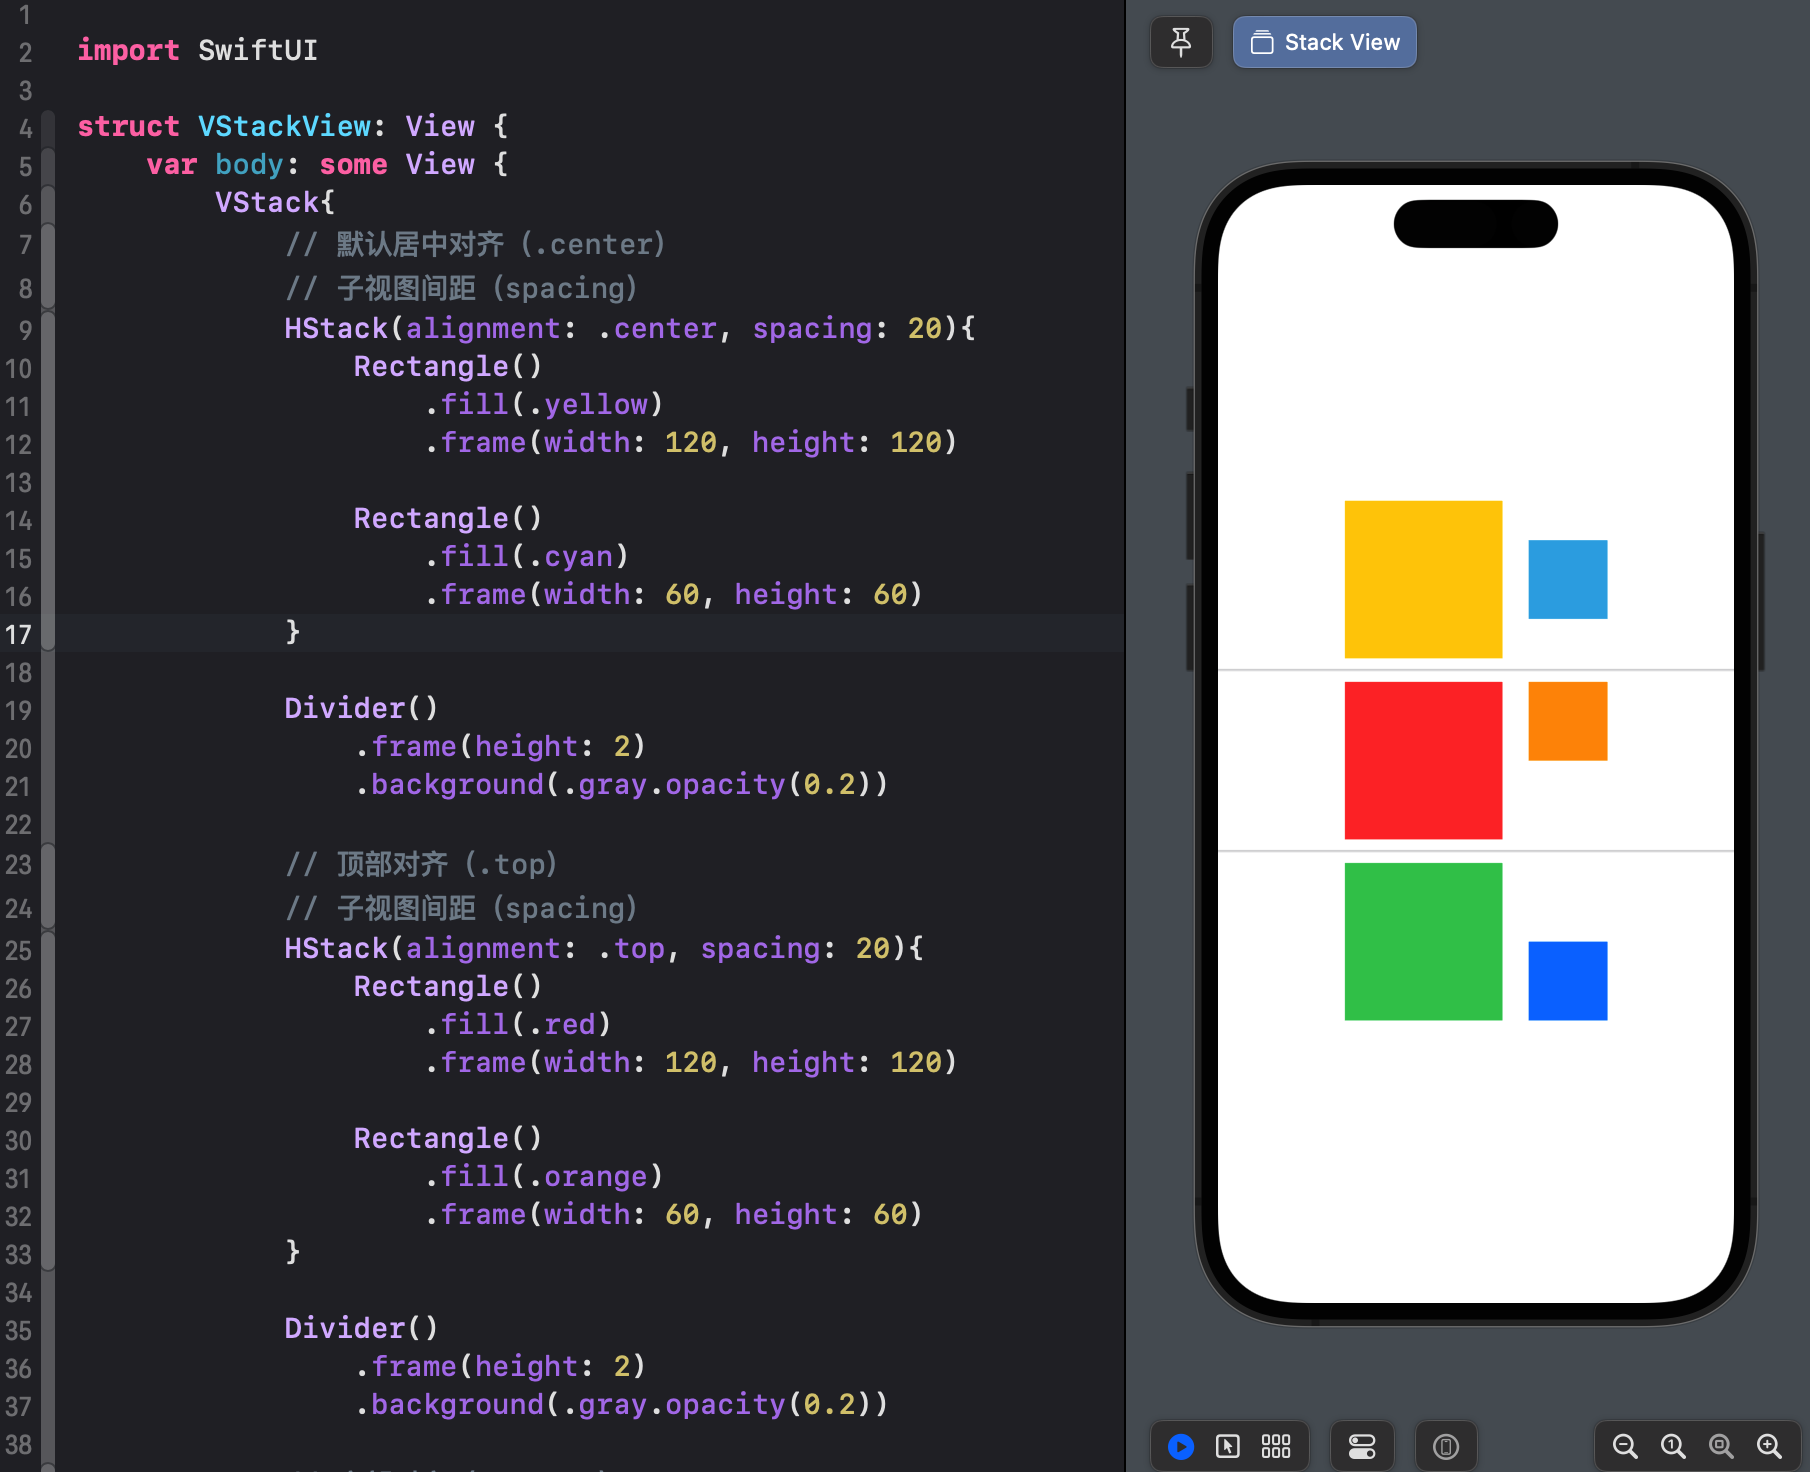 1
2 import SwiftUI
3
4 struct VStackView: View {
5 var body: some View {
6 VStack{
7 // 默认居中对齐（.center）
8 // 子视图间距（spacing）
9 HStack(alignment: .center, spacing: 20){
10 Rectangle()
11 .fill(.yellow)
12 .frame(width: 120, height: 120)
13
14 Rectangle()
15 .fill(.cyan)
16 .frame(width: 60, height: 60)
17 }
18
19 Divider()
20 .frame(height: 2)
21 .background(.gray.opacity(0.2))
22
23 // 顶部对齐（.top）
24 // 子视图间距（spacing）
25 HStack(alignment: .top, spacing: 20){
26 Rectangle()
27 .fill(.red)
28 .frame(width: 120, height: 120)
29
30 Rectangle()
31 .fill(.orange)
32 .frame(width: 60, height: 60)
33 }
34
35 Divider()
36 .frame(height: 2)
37 .background(.gray.opacity(0.2))
38
Stack View